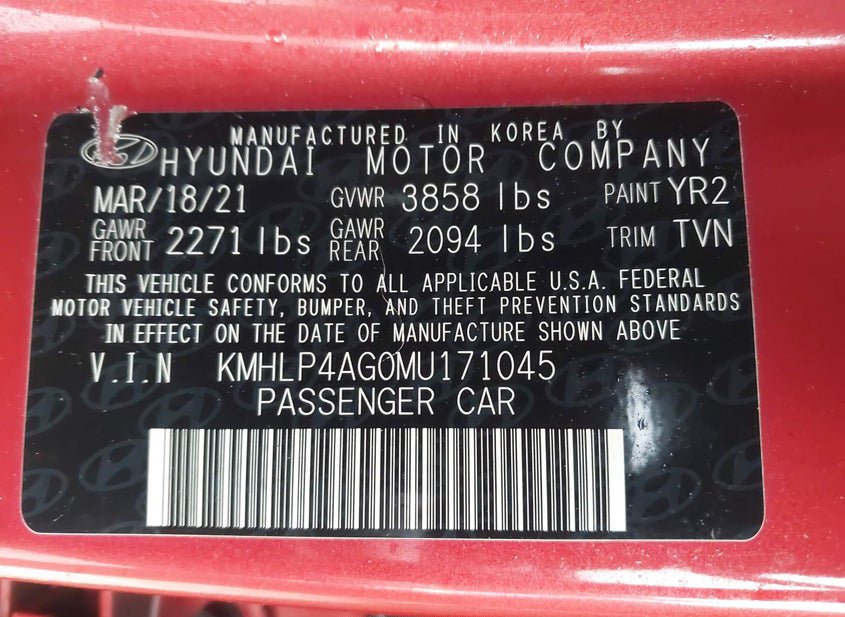 MANUFACTURED IN KOREA BY
HYUNDAI MOTOR COMPANY
MAR/18/21 GVWR 3858 lbs PAINT YR2
GAWR FRONT 2271 lbs GAWR REAR 2094 lbs TRIM TVN
THIS VEHICLE CONFORMS TO ALL APPLICABLE U.S.A. FEDERAL
MOTOR VEHICLE SAFETY, BUMPER, AND THEFT PREVENTION STANDARDS
IN EFFECT ON THE DATE OF MANUFACTURE SHOWN ABOVE
V.I.N KMHLP4AG0MU171045
PASSENGER CAR